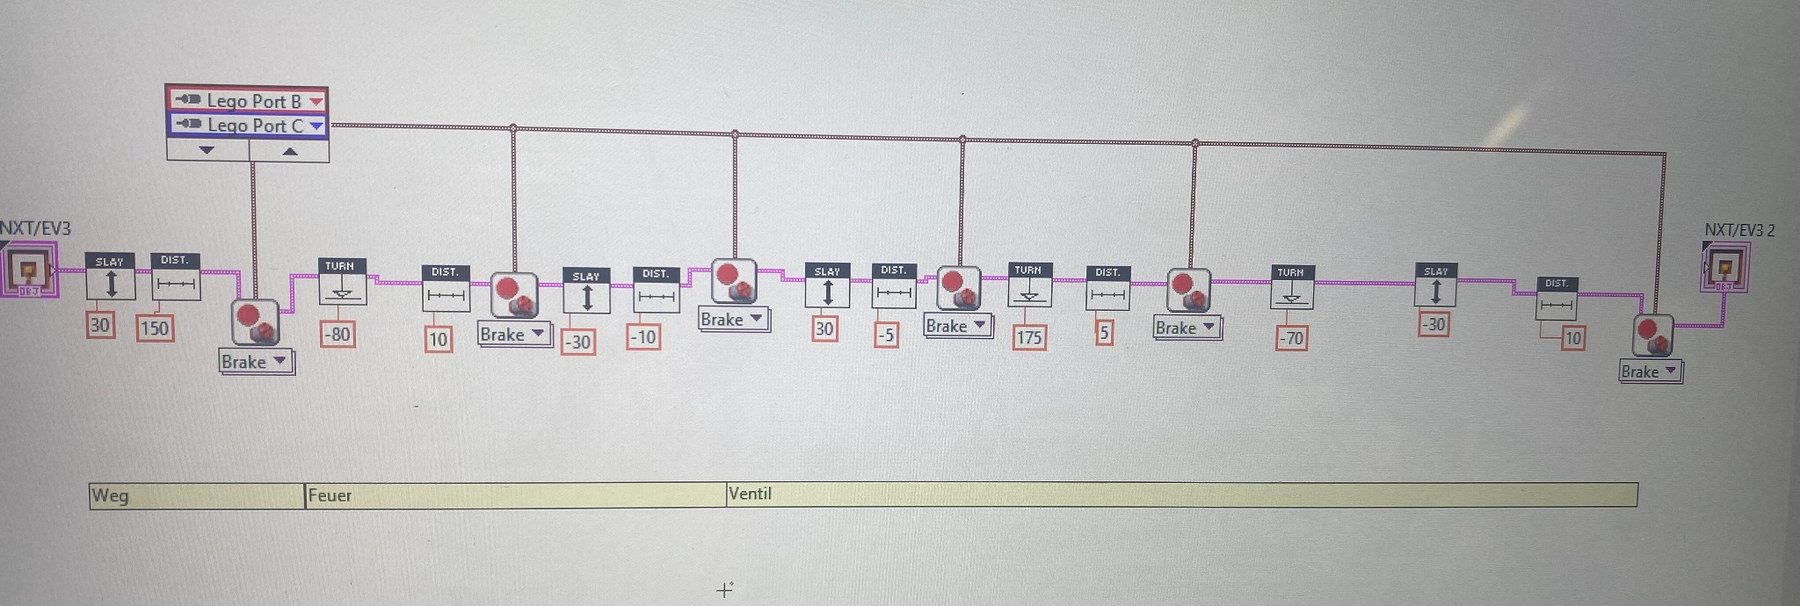 Lego Port B
Lego Port C
NXT/EV3
NXT/EV3 2
SLAY
DIST.
TURN
DIST.
SLAY
DIST.
SLAY
DIST.
TURN
DIST.
TURN
SLAY
DIST.
OBJ
30
150
Brake
-80
10
Brake
-30
-10
Brake
30
-5
Brake
175
5
Brake
-70
-30
10
Brake
Weg
Feuer
Ventil